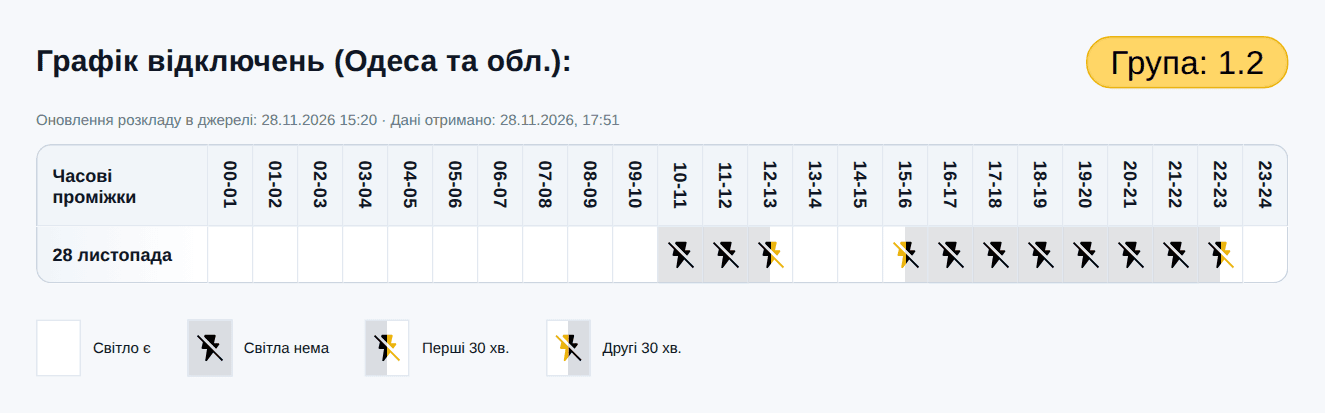 Графік відключень (Одеса та обл.):
Група: 1.2
Оновлення розкладу в джерелі: 28.11.2026 15:20 · Дані отримано: 28.11.2026, 17:51
Часові
проміжки
00-01
01-02
02-03
03-04
04-05
05-06
06-07
07-08
08-09
09-10
10-11
11-12
12-13
13-14
14-15
15-16
16-17
17-18
18-19
19-20
20-21
21-22
22-23
23-24
28 листопада
Світло є
Світла нема
Перші 30 хв.
Другі 30 хв.